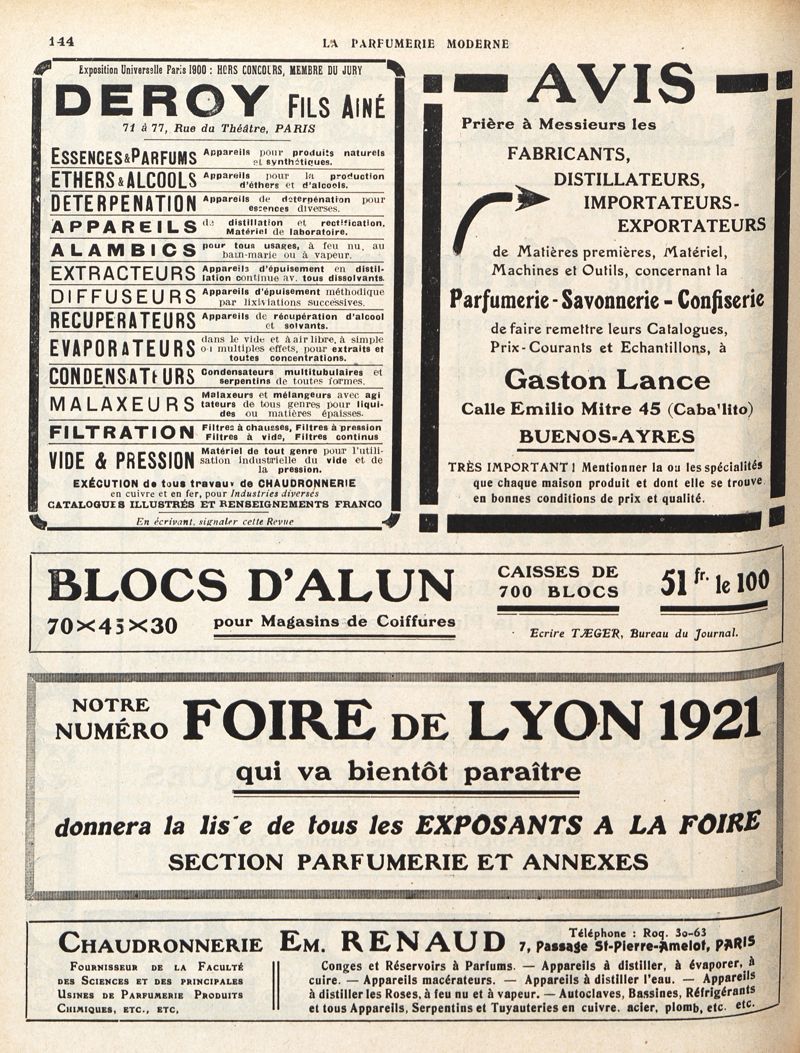 144
LA PARFUMERIE MODERNE
Exposition Universelle Paris 1900 : HORS CONCOURS, MEMBRE DU JURY
DEROY FILS AINÉ
71 à 77, Rue du Théâtre, PARIS
ESSENCES & PARFUMS Appareils pour produits naturels
et synthétiques.
ETHERS & ALCOOLS Appareils pour la production
d'éthers et d'alcools.
DETERPENATION Appareils de deterpénation pour
essences diverses.
APPAREILS de distillation et rectification.
Matériel de laboratoire.
ALAMBICS pour tous usages, à feu nu, au
bain-marie ou à vapeur.
EXTRACTEURS Appareils d'épuisement en distil-
lation continue av. tous dissolvants.
DIFFUSEURS Appareils d'épuisement méthodique
par lixiviations successives.
RECUPERATEURS Appareils de récupération d'alcool
et solvants.
EVAPORATEURS dans le vide et à air libre, à simple
ou multiples effets, pour extraits et
toutes concentrations.
CONDENSATEURS Condensateurs multitubulaires et
serpentins de toutes formes.
MALAXEURS Malaxeurs et mélangeurs avec agi
tateurs de tous genres pour liqui-
des ou matières épaisses.
FILTRATION Filtres à chausses, Filtres à pression
Filtres à vide, Filtres continus
VIDE & PRESSION Matériel de tout genre pour l'utili-
sation industrielle du vide et de
la pression.
EXÉCUTION de tous travaux de CHAUDRONNERIE
en cuivre et en fer, pour Industries diverses
CATALOGUES ILLUSTRÉS ET RENSEIGNEMENTS FRANCO
En écrivant, signaler cette Revue
AVIS
Prière à Messieurs les
FABRICANTS,
DISTILLATEURS,
IMPORTATEURS-
EXPORTATEURS
de Matières premières, Matériel,
Machines et Outils, concernant la
Parfumerie - Savonnerie - Confiserie
de faire remettre leurs Catalogues,
Prix-Courants et Echantillons, à
Gaston Lance
Calle Emilio Mitre 45 (Caba'lito)
BUENOS-AYRES
TRÈS IMPORTANT ! Mentionner la ou les spécialités
que chaque maison produit et dont elle se trouve
en bonnes conditions de prix et qualité.
BLOCS D'ALUN
70×45×30 pour Magasins de Coiffures
CAISSES DE
700 BLOCS
51 fr. le 100
Ecrire TÆGER, Bureau du Journal.
NOTRE
NUMÉRO FOIRE DE LYON 1921
qui va bientôt paraître
donnera la lis'e de tous les EXPOSANTS A LA FOIRE
SECTION PARFUMERIE ET ANNEXES
CHAUDRONNERIE EM. RENAUD
Téléphone : Roq. 30-63
7, Passage St-Pierre-Amelot, PARIS
FOURNISSEUR DE LA FACULTÉ
DES SCIENCES ET DES PRINCIPALES
USINES DE PARFUMERIE PRODUITS
CHIMIQUES, ETC., ETC,
Conges et Réservoirs à Parfums. — Appareils à distiller, à évaporer, à
cuire. — Appareils macérateurs. — Appareils à distiller l'eau. — Appareils
à distiller les Roses, à feu nu et à vapeur. — Autoclaves, Bassines, Réfrigérants
et tous Appareils, Serpentins et Tuyauteries en cuivre. acier, plomb, etc. etc.